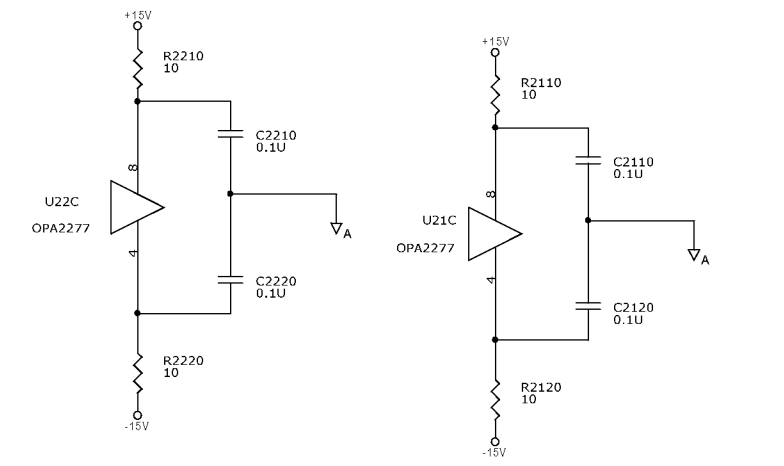 +15V
R2210
10
C2210
0.1U
8
U22C
OPA2277
4
A
C2220
0.1U
R2220
10
-15V
+15V
R2110
10
C2110
0.1U
8
U21C
OPA2277
4
A
C2120
0.1U
R2120
10
-15V